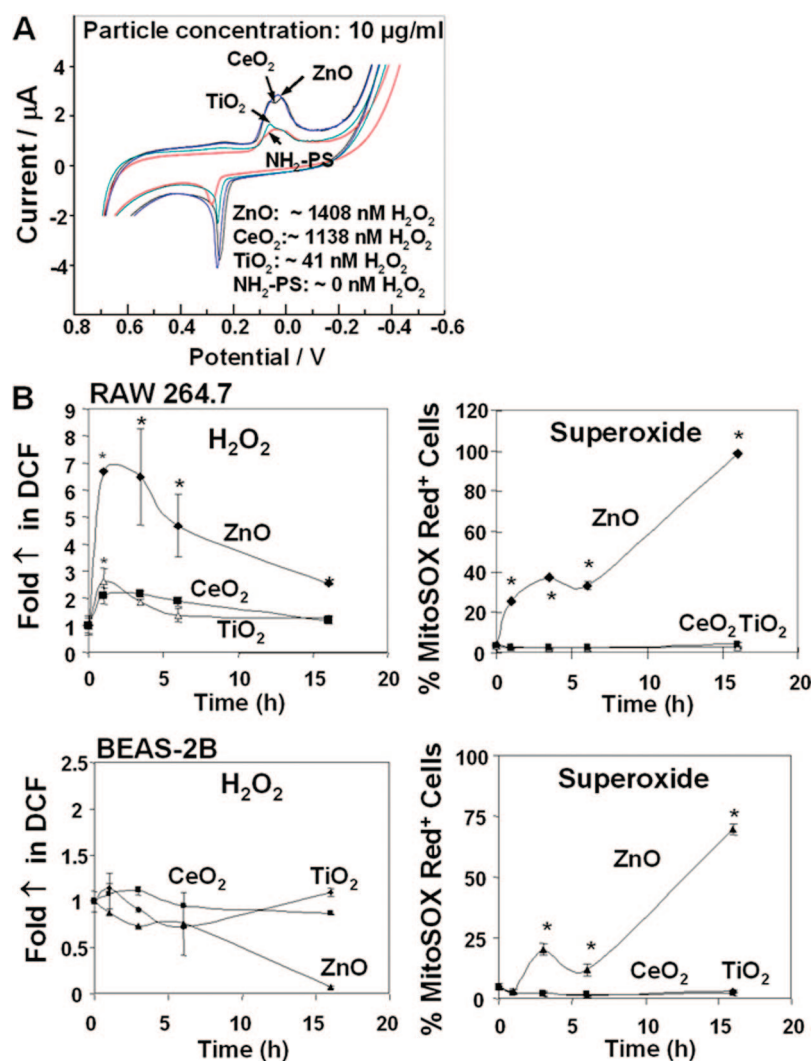 A
Particle concentration: 10 µg/ml
CeO2
ZnO
TiO2
NH2-PS
ZnO: ~ 1408 nM H2O2
CeO2:~ 1138 nM H2O2
TiO2: ~ 41 nM H2O2
NH2-PS: ~ 0 nM H2O2
Current / µA
4
2
0
-2
-4
0.8 0.6 0.4 0.2 0.0 -0.2 -0.4 -0.6
Potential / V
B
RAW 264.7
H2O2
Fold ↑ in DCF
9
8
7
6
5
4
3
2
1
0
* * * * *
ZnO
CeO2
TiO2
0 5 10 15 20
Time (h)
Superoxide
% MitoSOX Red+ Cells
120
100
80
60
40
20
0
* * * *
ZnO
CeO2TiO2
0 5 10 15 20
Time (h)
BEAS-2B
H2O2
Fold ↑ in DCF
2.5
2
1.5
1
0.5
0
CeO2
TiO2
ZnO
0 5 10 15 20
Time (h)
Superoxide
% MitoSOX Red+ Cells
100
75
50
25
0
* * *
ZnO
CeO2 TiO2
0 5 10 15 20
Time (h)